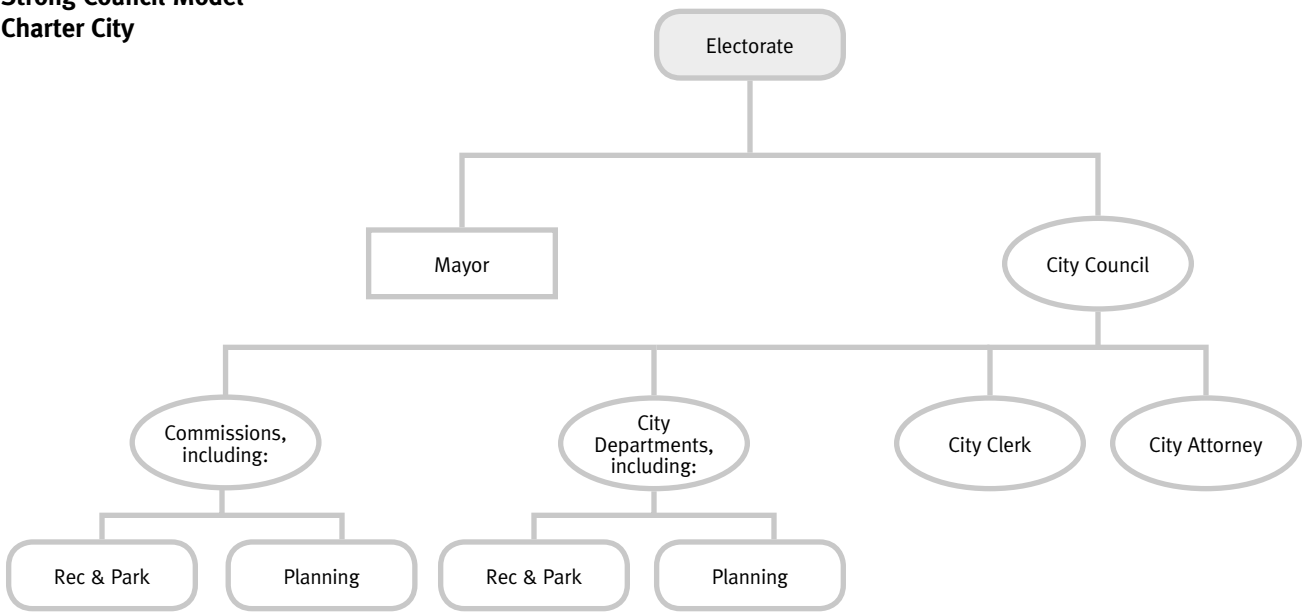 Strong Council Model
Charter City
Electorate
Mayor
City Council
Commissions,
including:
City
Departments,
including:
City Clerk
City Attorney
Rec & Park
Planning
Rec & Park
Planning